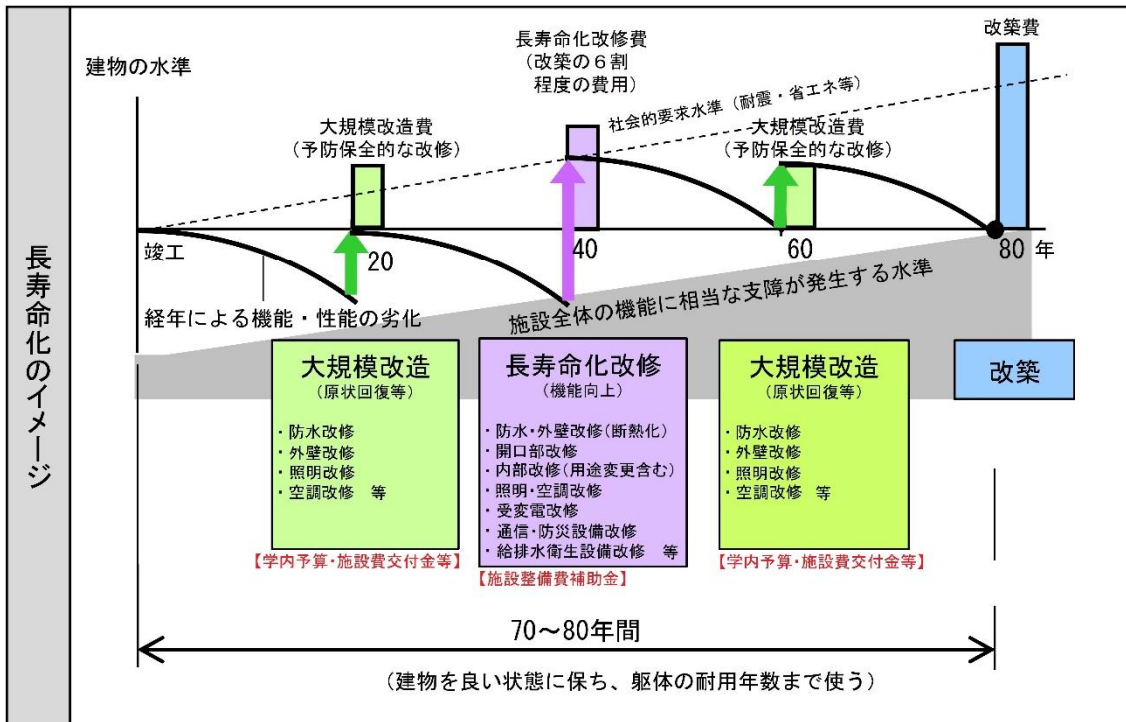 長寿命化のイメージ
建物の水準
長寿命化改修費
(改築の6割
程度の費用)
改築費
社会的要求水準(耐震・省エネ等)
大規模改造費
(予防保全的な改修)
大規模改造費
(予防保全的な改修)
竣工
20
40
60
80 年
経年による機能・性能の劣化
施設全体の機能に相当な支障が発生する水準
大規模改造
(原状回復等)
・防水改修
・外壁改修
・照明改修
・空調改修 等
【学内予算・施設費交付金等】
長寿命化改修
(機能向上)
・防水・外壁改修(断熱化)
・開口部改修
・内部改修(用途変更含む)
・照明・空調改修
・受変電改修
・通信・防災設備改修
・給排水衛生設備改修 等
【施設整備費補助金】
大規模改造
(原状回復等)
・防水改修
・外壁改修
・照明改修
・空調改修 等
【学内予算・施設費交付金等】
改築
70～80年間
(建物を良い状態に保ち、躯体の耐用年数まで使う)